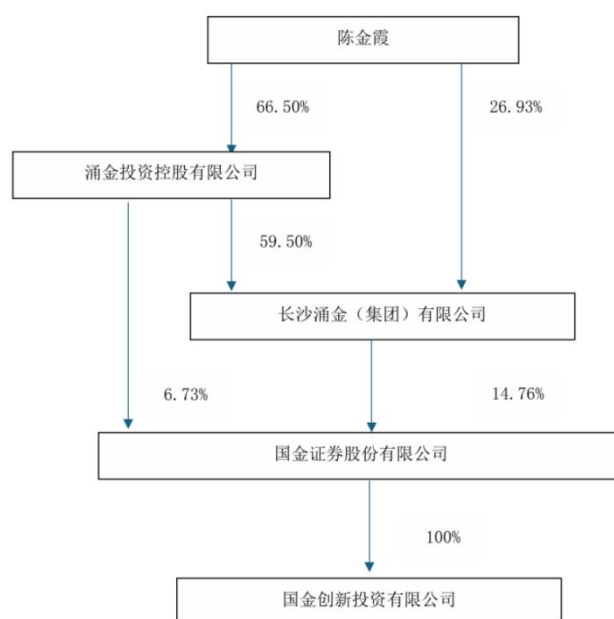 陈金霞
66.50%
26.93%
涌金投资控股有限公司
59.50%
长沙涌金（集团）有限公司
6.73%
14.76%
国金证券股份有限公司
100%
国金创新投资有限公司